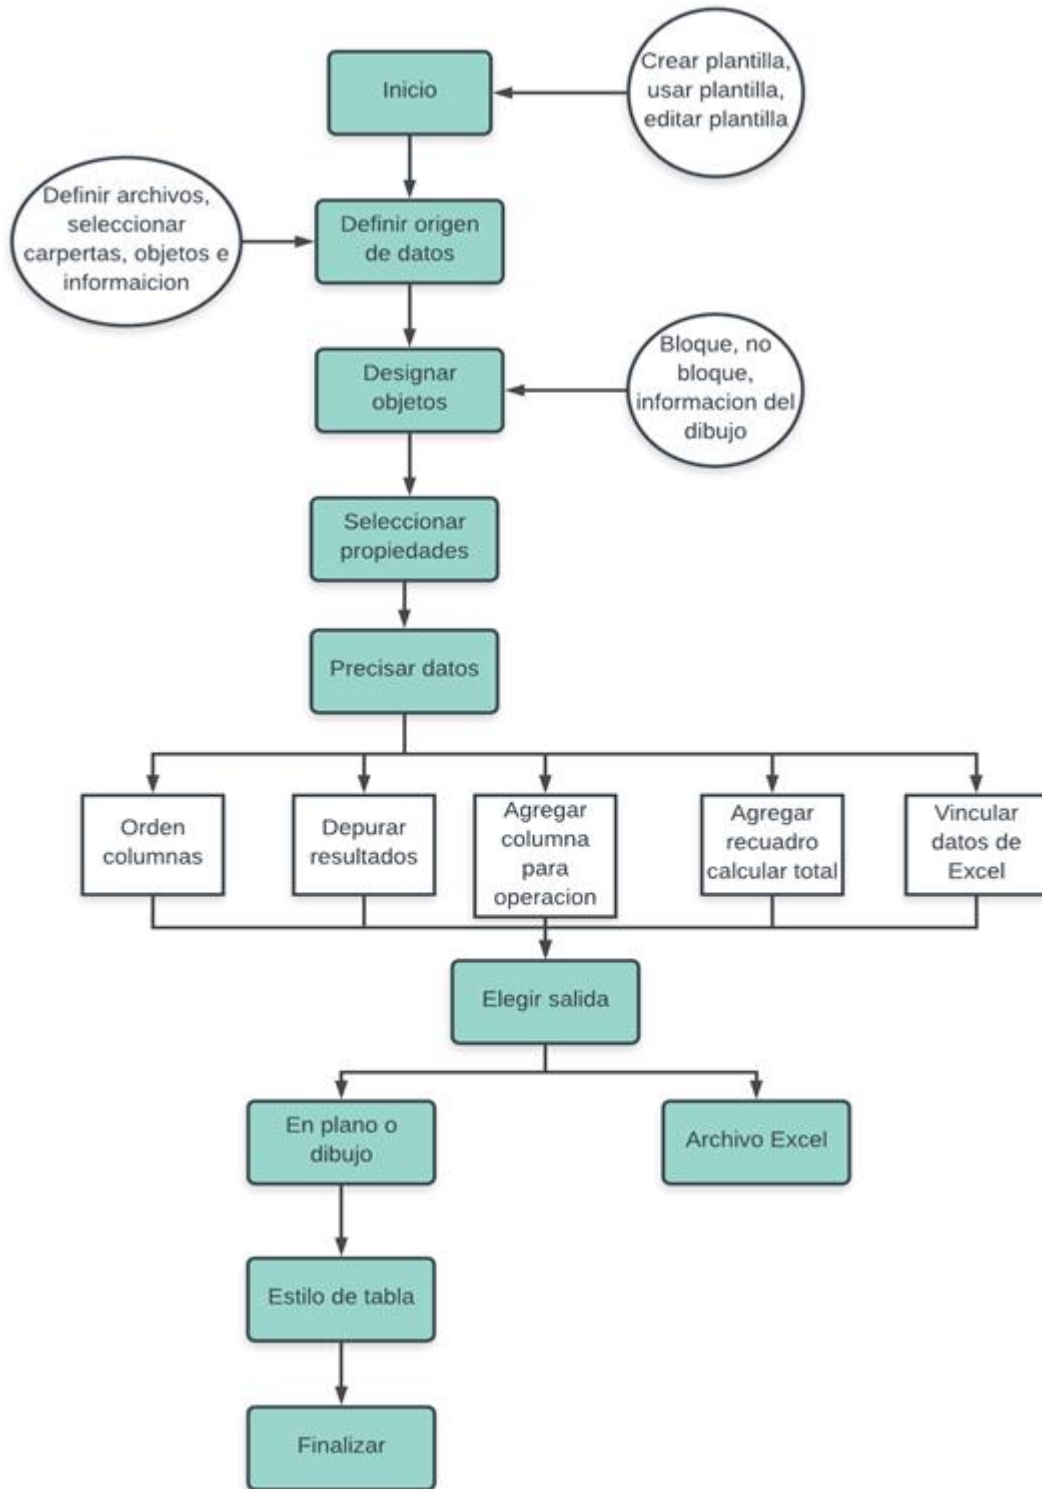 Inicio
Crear plantilla,
usar plantilla,
editar plantilla
Definir archivos,
seleccionar
carpertas, objetos e
informaicion
Definir origen
de datos
Designar
objetos
Bloque, no
bloque,
informacion del
dibujo
Seleccionar
propiedades
Precisar datos
Orden
columnas
Depurar
resultados
Agregar
columna
para
operacion
Agregar
recuadro
calcular total
Vincular
datos de
Excel
Elegir salida
En plano o
dibujo
Archivo Excel
Estilo de tabla
Finalizar